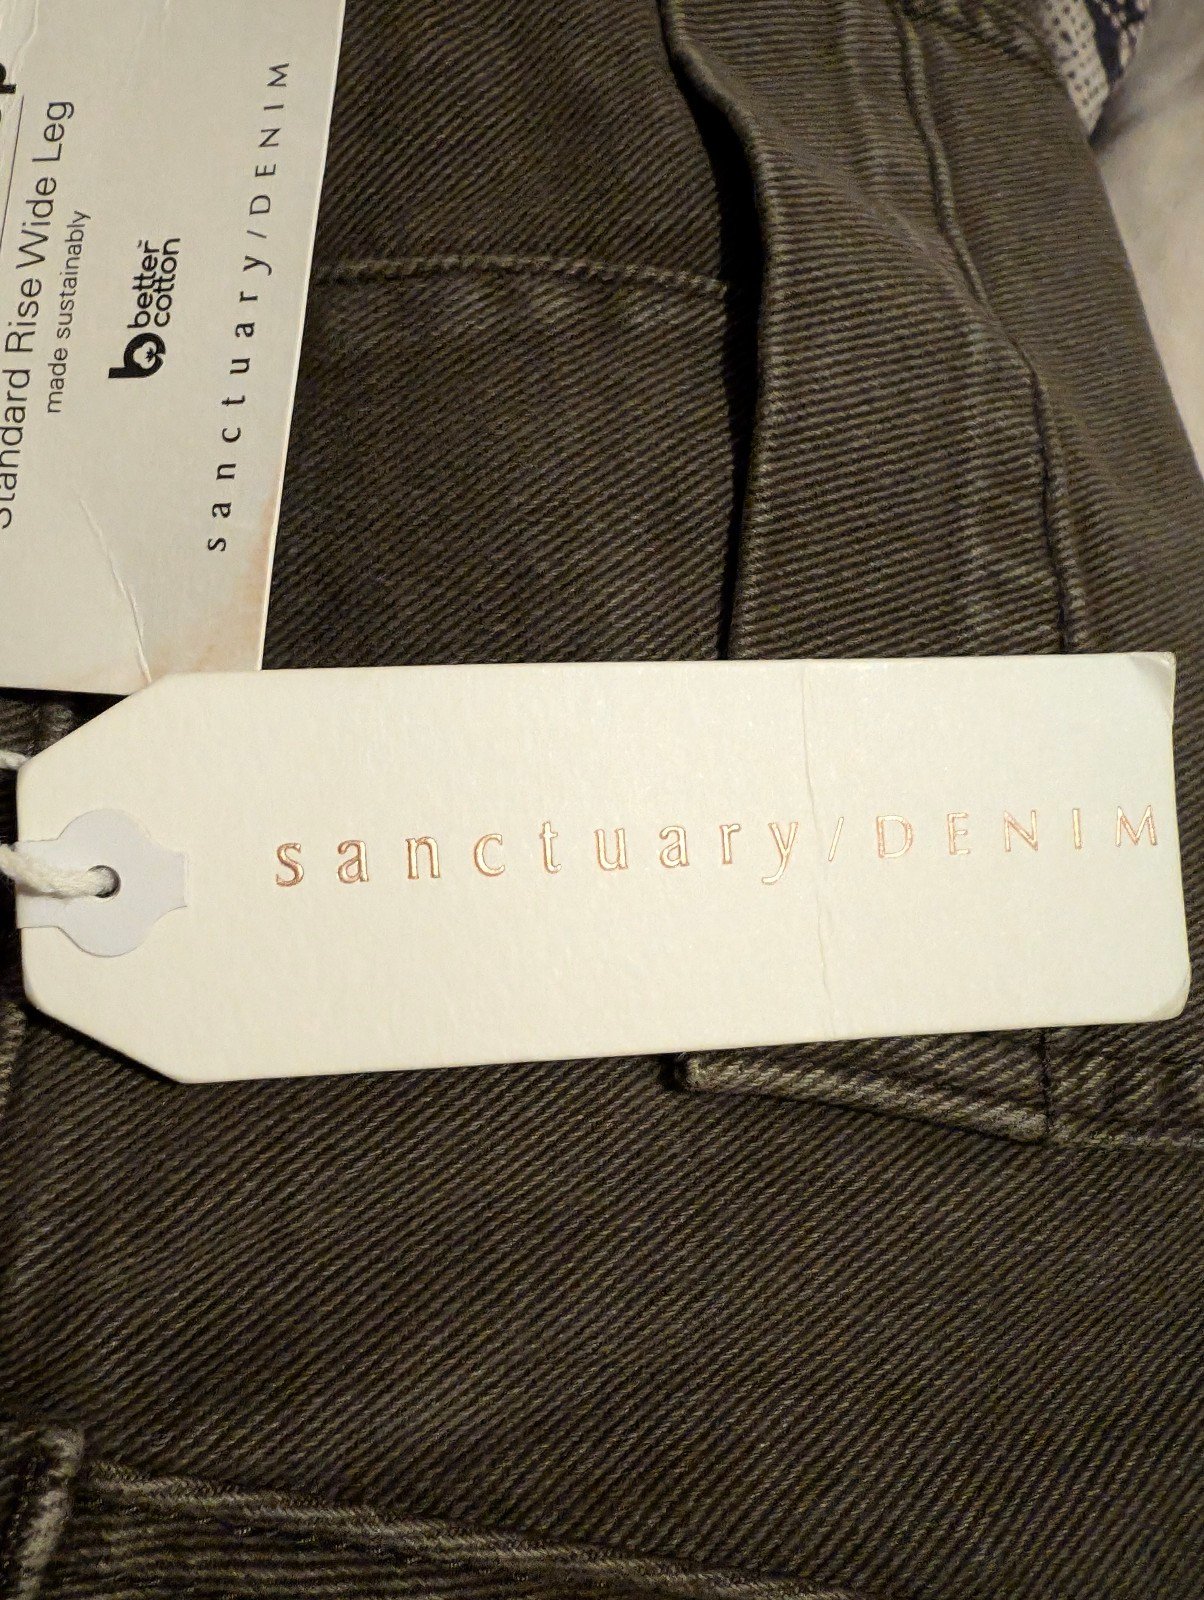 Standard Rise Wide Leg
made sustainably
better
cotton
sanctuary/DENIM
sanctuary/DENIM